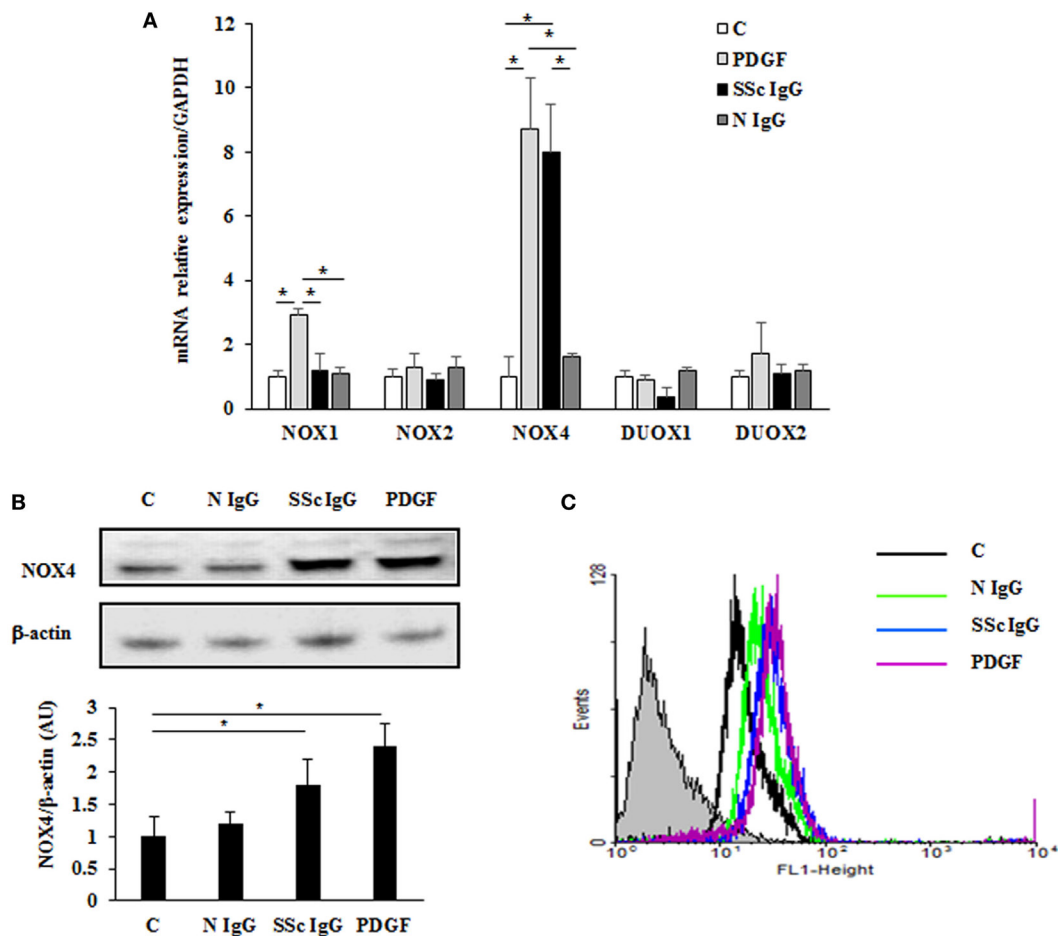 A
mRNA relative expression/GAPDH
12
10
8
6
4
2
0
* * * * * * *
C
PDGF
SSc IgG
N IgG
NOX1 NOX2 NOX4 DUOX1 DUOX2
B
C N IgG SSc IgG PDGF
NOX4
β-actin
NOX4/β-actin (AU)
3
2.5
2
1.5
1
0.5
0
*
*
C N IgG SSc IgG PDGF
C
C
N IgG
SSc IgG
PDGF
128
Events
0
10⁰ 10¹ 10² 10³ 10⁴
FL1-Height